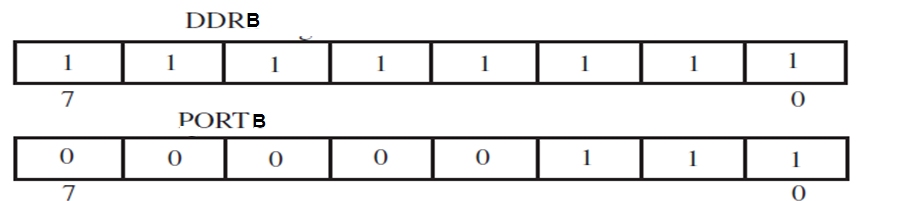 DDRB
1 1 1 1 1 1 1 1
7 0
PORTB
0 0 0 0 0 1 1 1
7 0